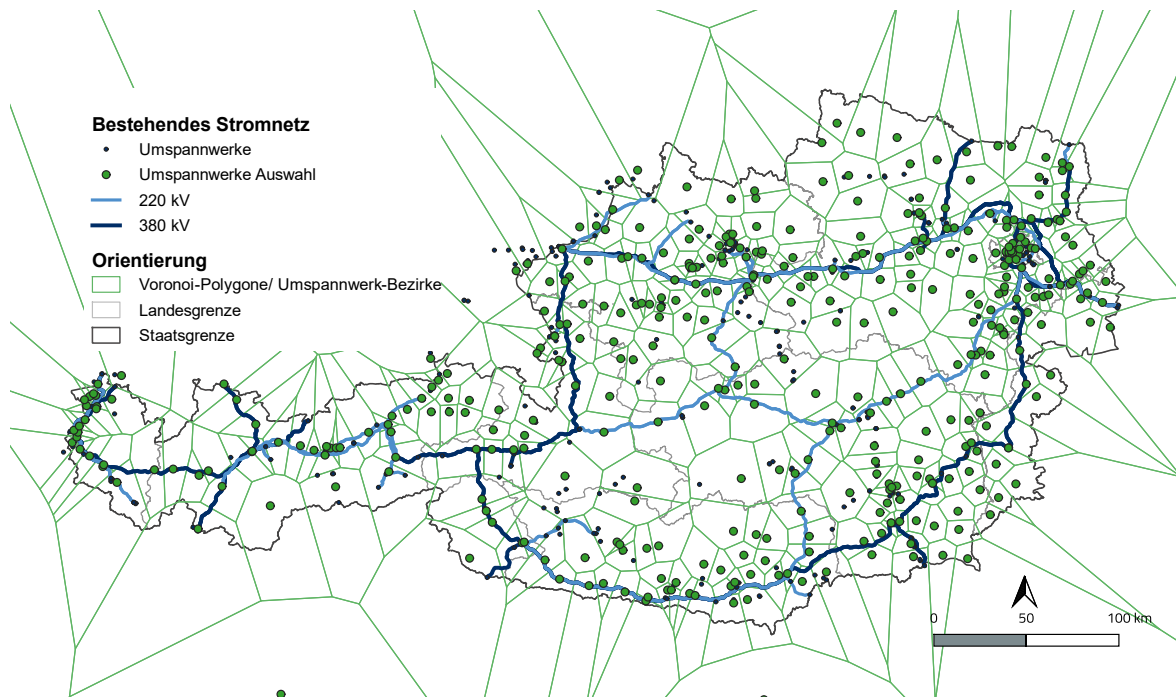 Bestehendes Stromnetz
Umspannwerke
Umspannwerke Auswahl
220 kV
380 kV
Orientierung
Voronoi-Polygone/ Umspannwerk-Bezirke
Landesgrenze
Staatsgrenze
0 50 100 km